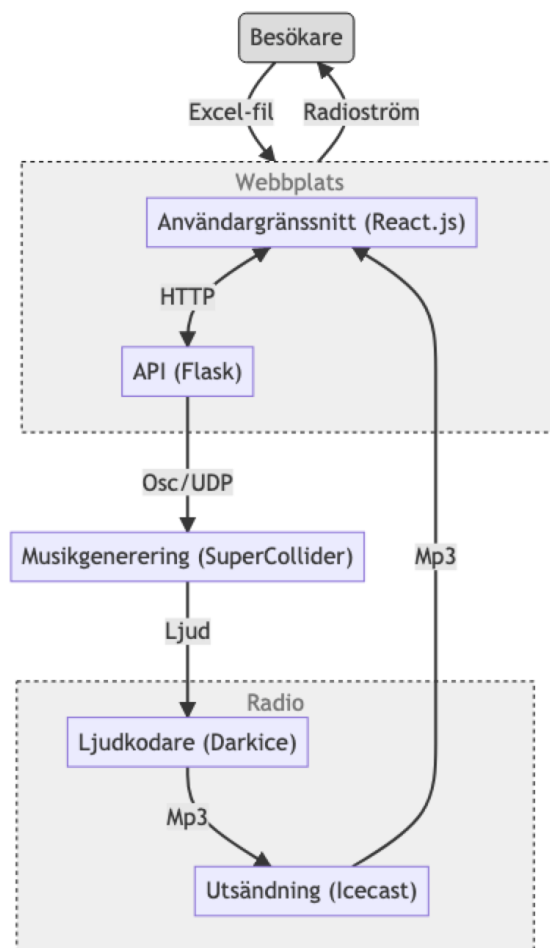 Besökare
Excel-fil
Radioström
Webbplats
Användargränssnitt (React.js)
HTTP
API (Flask)
Osc/UDP
Musikgenerering (SuperCollider)
Mp3
Ljud
Radio
Ljudkodare (Darkice)
Mp3
Utsändning (Icecast)